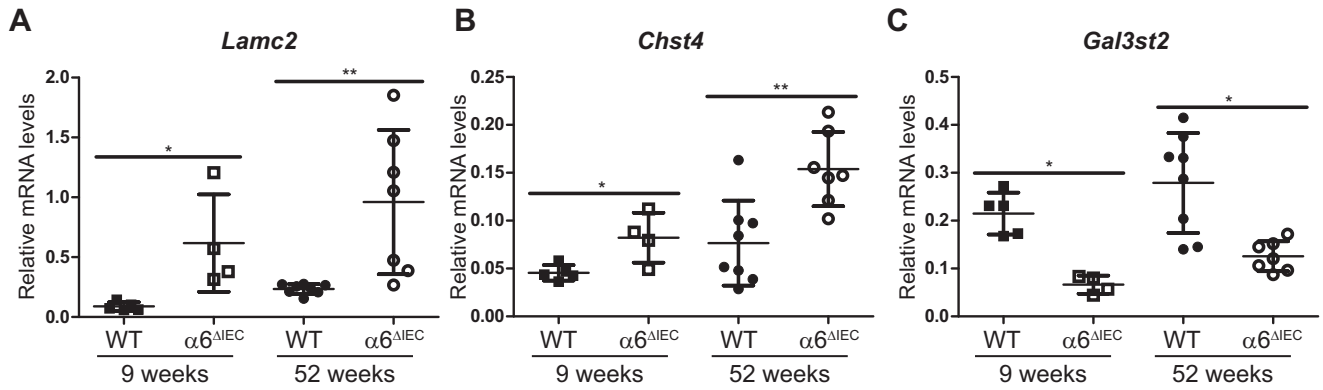 A
Lamc2
Relative mRNA levels
2.0
1.5
1.0
0.5
0.0
*
**
WT
α6ΔIEC
WT
α6ΔIEC
9 weeks
52 weeks
B
Chst4
Relative mRNA levels
0.25
0.20
0.15
0.10
0.05
0.00
*
**
WT
α6ΔIEC
WT
α6ΔIEC
9 weeks
52 weeks
C
Gal3st2
Relative mRNA levels
0.5
0.4
0.3
0.2
0.1
0.0
*
*
WT
α6ΔIEC
WT
α6ΔIEC
9 weeks
52 weeks